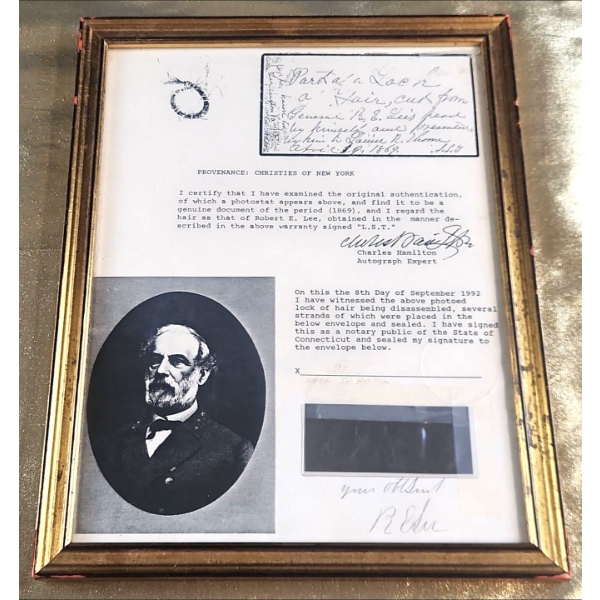 Part of a Lock
of Hair, cut from
General R. E. Lee's head
by himself and presented
by him to
April 1869. L.S.T
PROVENANCE: CHRISTIES OF NEW YORK
I certify that I have examined the original authentication,
of which a photostat appears above, and find it to be a
genuine document of the period (1869), and I regard the
hair as that of Robert E. Lee, obtained in the manner de-
scribed in the above warranty signed "L.S.T."
Charles Hamilton
Charles Hamilton
Autograph Expert
On this the 8th Day of September 1992
I have witnessed the above photoed
lock of hair being disassembled, several
strands of which were placed in the
below envelope and sealed. I have signed
this as a notary public of the State of
Connecticut and sealed my signature to
the envelope below.
X
your obt Servt
R E Lee